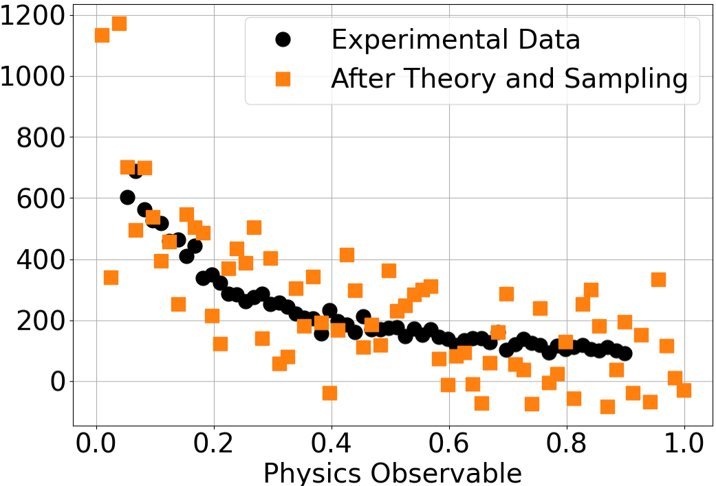 1200
1000
800
600
400
200
0
Experimental Data
After Theory and Sampling
0.0 0.2 0.4 0.6 0.8 1.0
Physics Observable